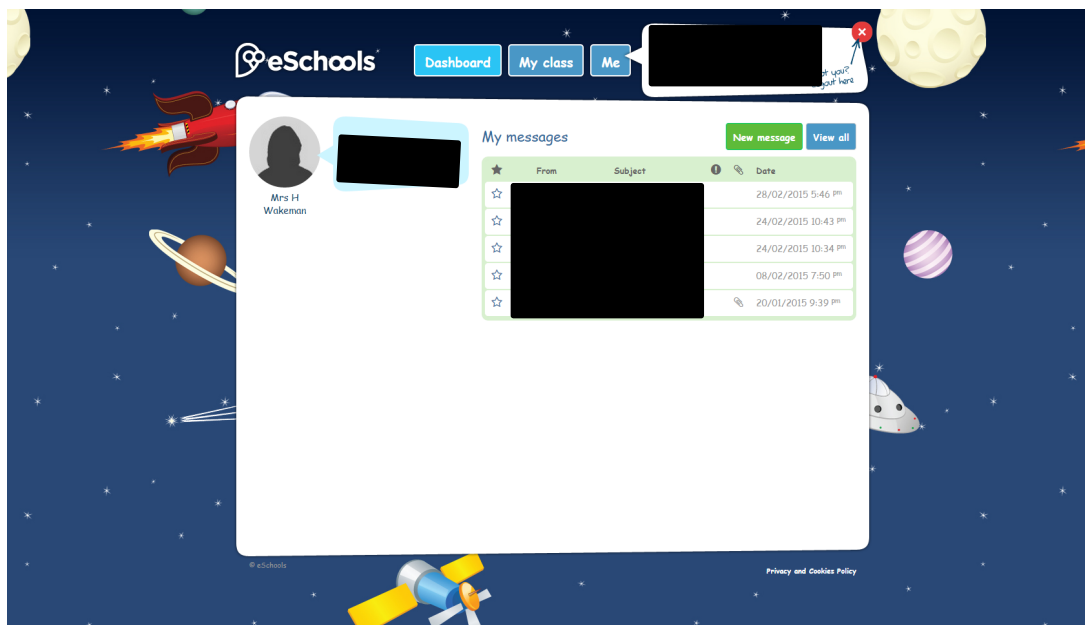 eSchools
Dashboard My class Me
you?
here
Mrs H
Wakeman
My messages
New message View all
From Subject Date
28/02/2015 5:46 pm
24/02/2015 10:43 pm
24/02/2015 10:34 pm
08/02/2015 7:50 pm
20/01/2015 9:39 pm
© eSchools
Privacy and Cookies Policy